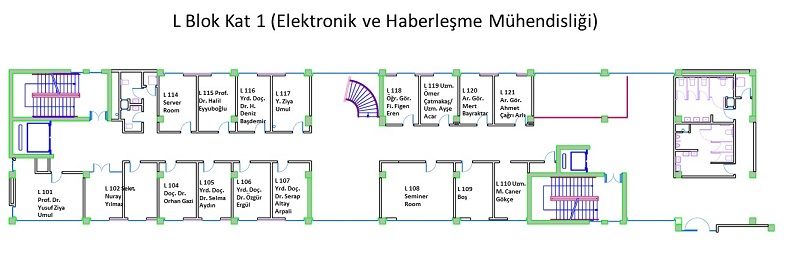 L Blok Kat 1 (Elektronik ve Haberleşme Mühendisliği)
L 114
Server
Room
L 115 Prof.
Dr. Halil
Eyyuboğlu
L 116
Yrd. Doç.
Dr. H.
Deniz
Başdemir
L 117
Y. Ziya
Umul
L 118
Öğr. Gör.
Fi. Figen
Eren
L 119 Uzm.
Ömer
Çatmakaş/
Uzm. Ayşe
Acar
L 120
Ar. Gör.
Mert
Bayraktar
L 121
Ar. Gör.
Ahmet
Çağrı Arlı
L 101
Prof. Dr.
Yusuf Ziya
Umul
L 102 Sekr.
Nuray
Yılmaz
L 104
Doç. Dr.
Orhan Gazi
L 105
Yrd. Doç.
Dr. Selma
Aydın
L 106
Yrd. Doç.
Dr. Özgür
Ergül
L 107
Yrd. Doç.
Dr. Serap
Altay
Arpali
L 108
Seminer
Room
L 109
Boş
L 110 Uzm.
M. Caner
Gökçe